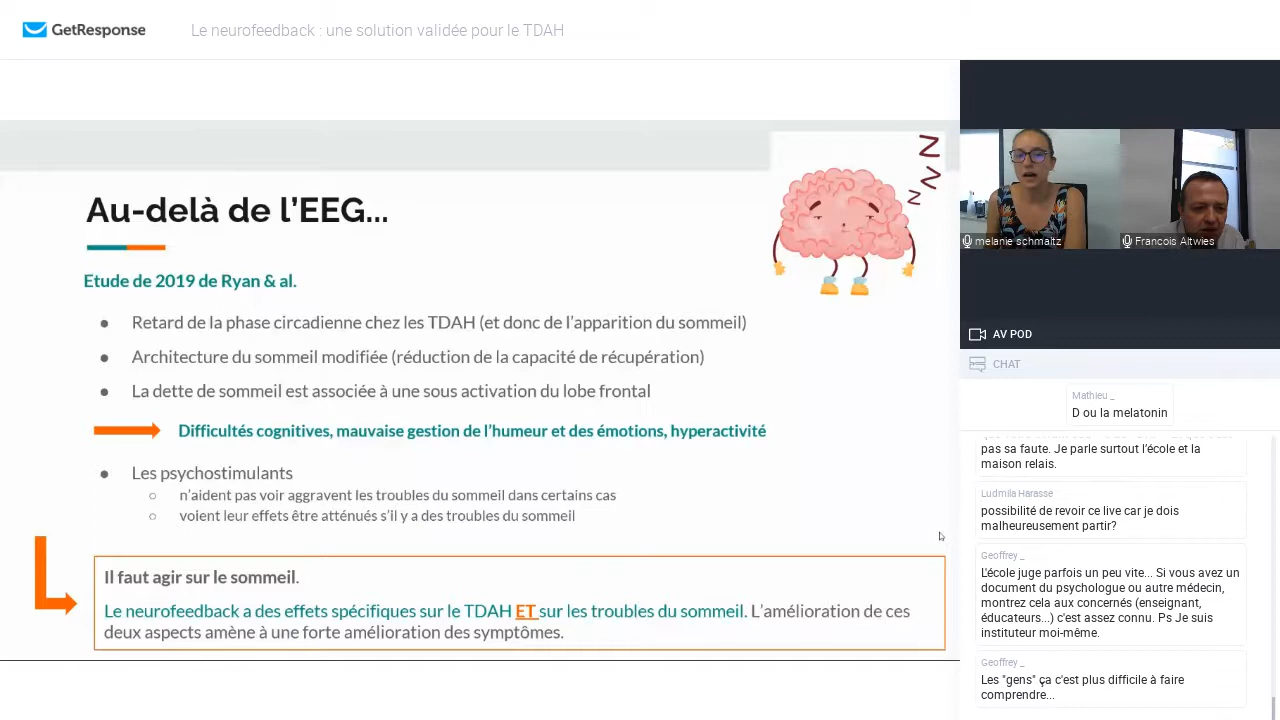 GetResponse
Le neurofeedback : une solution validée pour le TDAH
Au-delà de l'EEG...
Etude de 2019 de Ryan & al.
● Retard de la phase circadienne chez les TDAH (et donc de l'apparition du sommeil)
● Architecture du sommeil modifiée (réduction de la capacité de récupération)
● La dette de sommeil est associée à une sous activation du lobe frontal
Difficultés cognitives, mauvaise gestion de l'humeur et des émotions, hyperactivité
● Les psychostimulants
○ n'aident pas voir aggravent les troubles du sommeil dans certains cas
○ voient leur effets être atténués s'il y a des troubles du sommeil
Il faut agir sur le sommeil.
Le neurofeedback a des effets spécifiques sur le TDAH ET sur les troubles du sommeil. L'amélioration de ces
deux aspects amène à une forte amélioration des symptômes.
Z
Z
Z
melanie schmaltz
Francois Altwies
AV POD
CHAT
Mathieu _
D ou la melatonin
pas sa faute. Je parle surtout l'école et la
maison relais.
Ludmila Harasse
possibilité de revoir ce live car je dois
malheureusement partir?
Geoffrey _
L'école juge parfois un peu vite... Si vous avez un
document du psychologue ou autre médecin,
montrez cela aux concernés (enseignant,
éducateurs...) c'est assez connu. Ps Je suis
instituteur moi-même.
Geoffrey _
Les "gens" ça c'est plus difficile à faire
comprendre...